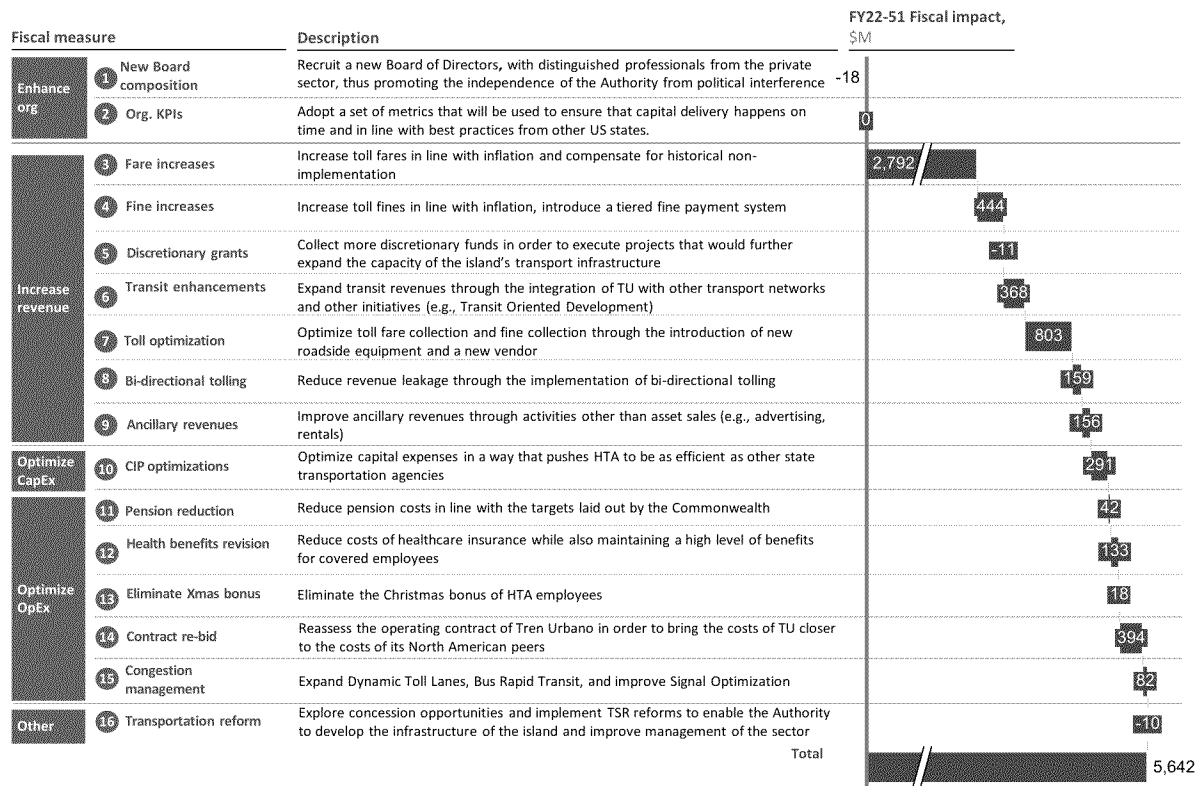 FY22-51 Fiscal impact,
Fiscal measure Description $M
Enhance
org
1 New Board
composition
Recruit a new Board of Directors, with distinguished professionals from the private
sector, thus promoting the independence of the Authority from political interference
-18
2 Org. KPIs
Adopt a set of metrics that will be used to ensure that capital delivery happens on
time and in line with best practices from other US states.
0
Increase
revenue
3 Fare increases
Increase toll fares in line with inflation and compensate for historical non-
implementation
2,792
4 Fine increases
Increase toll fines in line with inflation, introduce a tiered fine payment system
444
5 Discretionary grants
Collect more discretionary funds in order to execute projects that would further
expand the capacity of the island's transport infrastructure
-11
6 Transit enhancements
Expand transit revenues through the integration of TU with other transport networks
and other initiatives (e.g., Transit Oriented Development)
368
7 Toll optimization
Optimize toll fare collection and fine collection through the introduction of new
roadside equipment and a new vendor
803
8 Bi-directional tolling
Reduce revenue leakage through the implementation of bi-directional tolling
159
9 Ancillary revenues
Improve ancillary revenues through activities other than asset sales (e.g., advertising,
rentals)
156
Optimize
CapEx
10 CIP optimizations
Optimize capital expenses in a way that pushes HTA to be as efficient as other state
transportation agencies
291
Optimize
OpEx
11 Pension reduction
Reduce pension costs in line with the targets laid out by the Commonwealth
42
12 Health benefits revision
Reduce costs of healthcare insurance while also maintaining a high level of benefits
for covered employees
133
13 Eliminate Xmas bonus
Eliminate the Christmas bonus of HTA employees
18
14 Contract re-bid
Reassess the operating contract of Tren Urbano in order to bring the costs of TU closer
to the costs of its North American peers
394
15 Congestion
management
Expand Dynamic Toll Lanes, Bus Rapid Transit, and improve Signal Optimization
82
Other
16 Transportation reform
Explore concession opportunities and implement TSR reforms to enable the Authority
to develop the infrastructure of the island and improve management of the sector
-10
Total
5,642